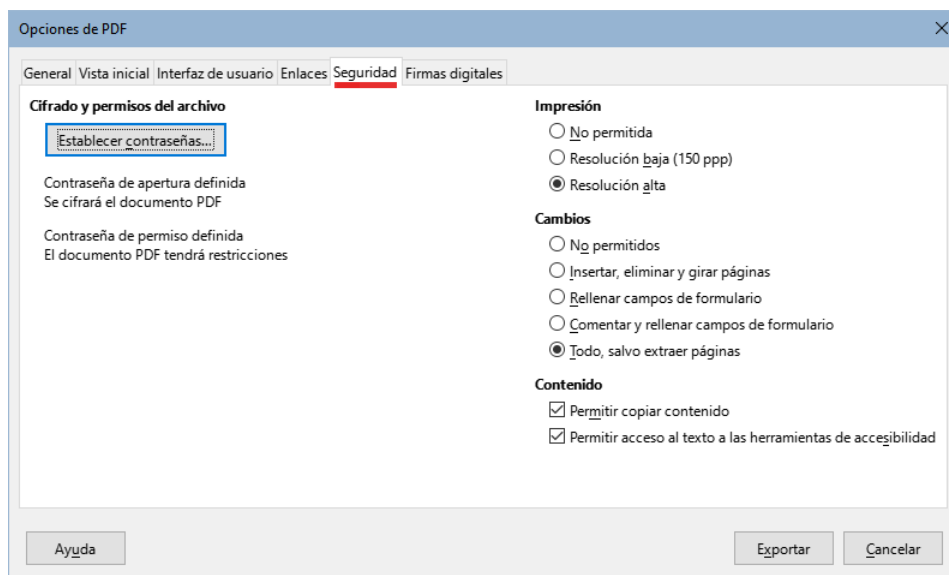 Opciones de PDF
General Vista inicial Interfaz de usuario Enlaces Seguridad Firmas digitales
Cifrado y permisos del archivo
Establecer contraseñas...
Contraseña de apertura definida
Se cifrará el documento PDF
Contraseña de permiso definida
El documento PDF tendrá restricciones
Impresión
No permitida
Resolución baja (150 ppp)
Resolución alta
Cambios
No permitidos
Insertar, eliminar y girar páginas
Rellenar campos de formulario
Comentar y rellenar campos de formulario
Todo, salvo extraer páginas
Contenido
Permitir copiar contenido
Permitir acceso al texto a las herramientas de accesibilidad
Ayuda
Exportar
Cancelar